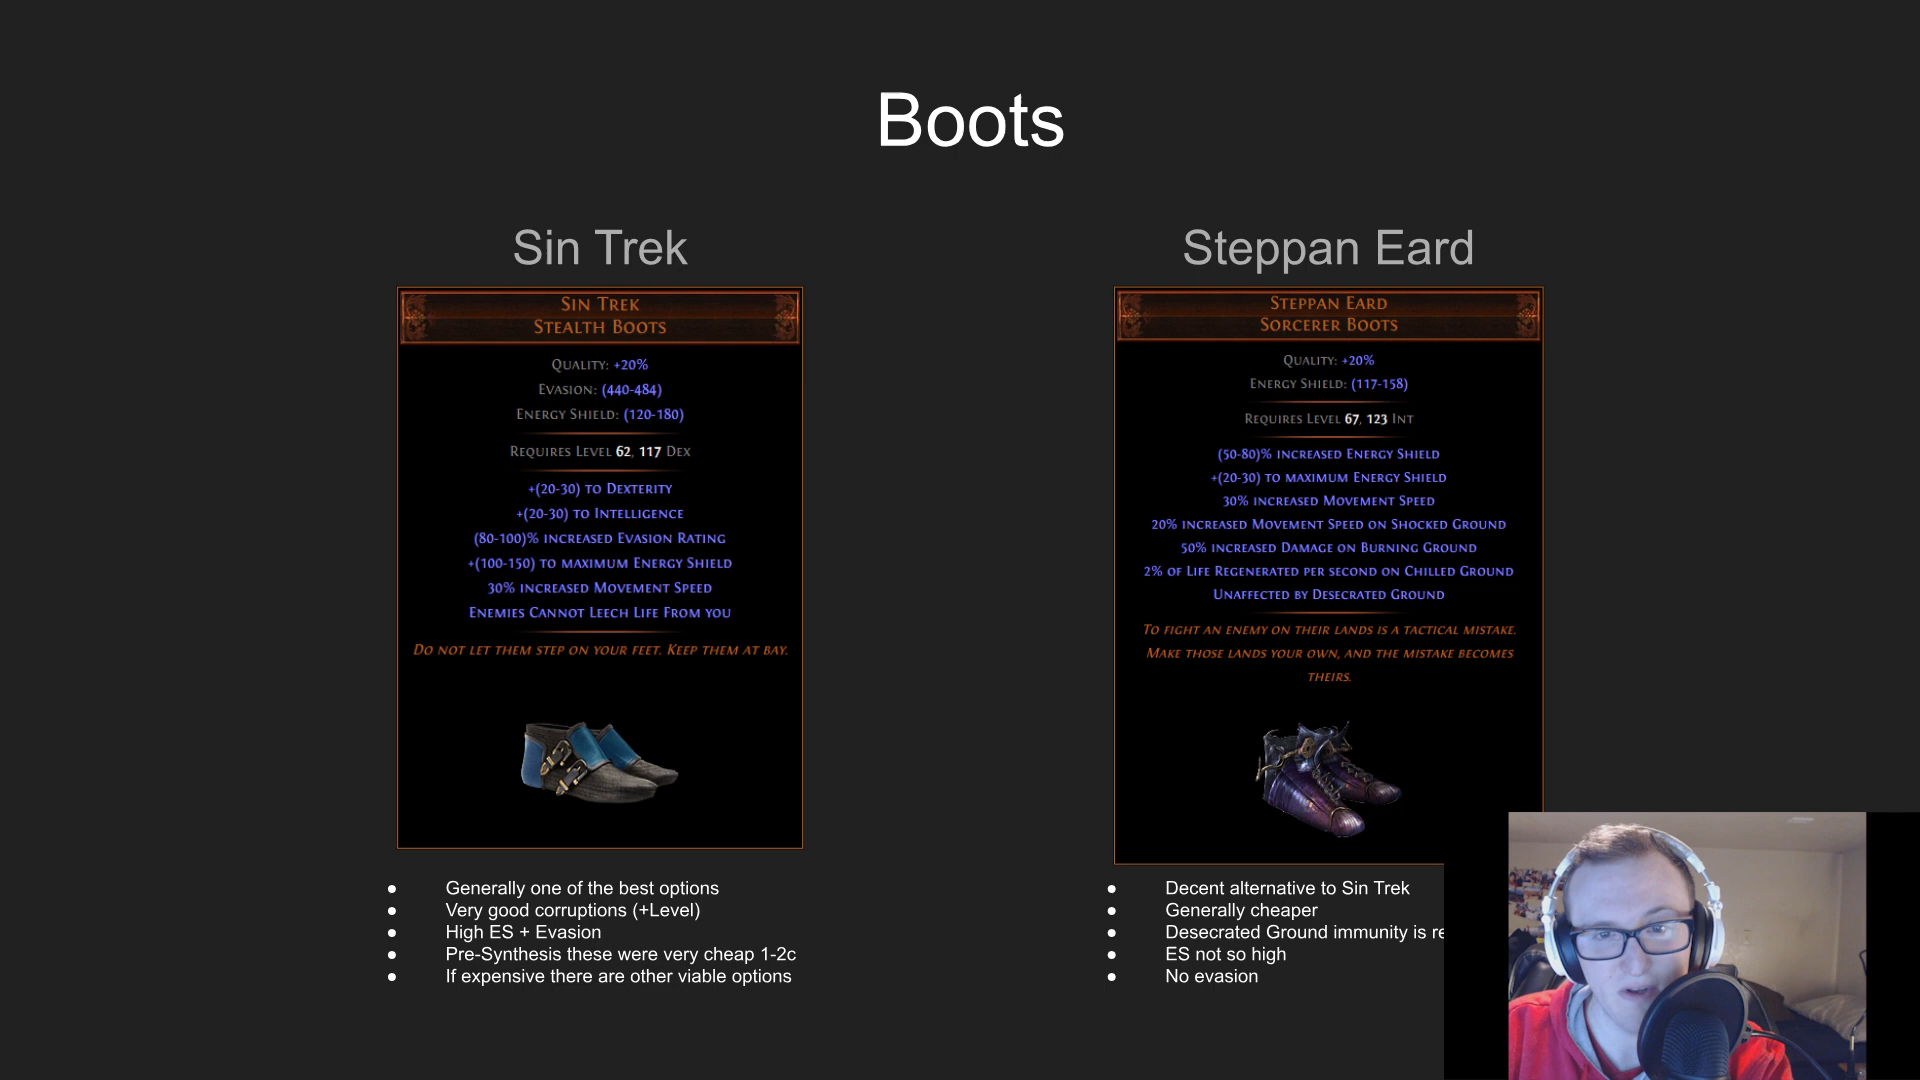 Boots
Sin Trek
Sin Trek
Stealth Boots
Quality: +20%
Evasion: (440-484)
Energy Shield: (120-180)
Requires Level 62, 117 Dex
+(20-30) to Dexterity
+(20-30) to Intelligence
(80-100)% increased Evasion Rating
+(100-150) to maximum Energy Shield
30% increased Movement Speed
Enemies Cannot Leech Life From you
Do not let them step on your feet. Keep them at bay.
Generally one of the best options
Very good corruptions (+Level)
High ES + Evasion
Pre-Synthesis these were very cheap 1-2c
If expensive there are other viable options
Steppan Eard
Steppan Eard
Sorcerer Boots
Quality: +20%
Energy Shield: (117-158)
Requires Level 67, 123 Int
(50-80)% increased Energy Shield
+(20-30) to maximum Energy Shield
30% increased Movement Speed
20% increased Movement Speed on Shocked Ground
50% increased Damage on Burning Ground
2% of Life Regenerated per second on Chilled Ground
Unaffected by Desecrated Ground
To fight an enemy on their lands is a tactical mistake.
Make those lands your own, and the mistake becomes
theirs.
Decent alternative to Sin Trek
Generally cheaper
Desecrated Ground immunity is
ES not so high
No evasion